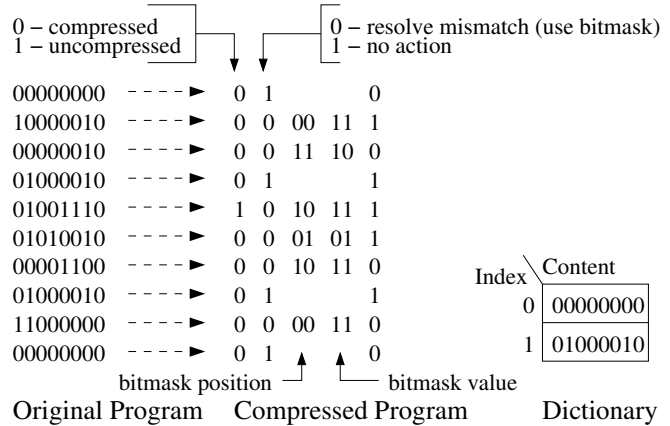 0 – compressed
1 – uncompressed
0 – resolve mismatch (use bitmask)
1 – no action
00000000 0 1 0
10000010 0 0 00 11 1
00000010 0 0 11 10 0
01000010 0 1 1
01001110 1 0 10 11 1
01010010 0 0 01 01 1
00001100 0 0 10 11 0
01000010 0 1 1
11000000 0 0 00 11 0
00000000 0 1 0
Index Content
0 00000000
1 01000010
bitmask position bitmask value
Original Program Compressed Program Dictionary